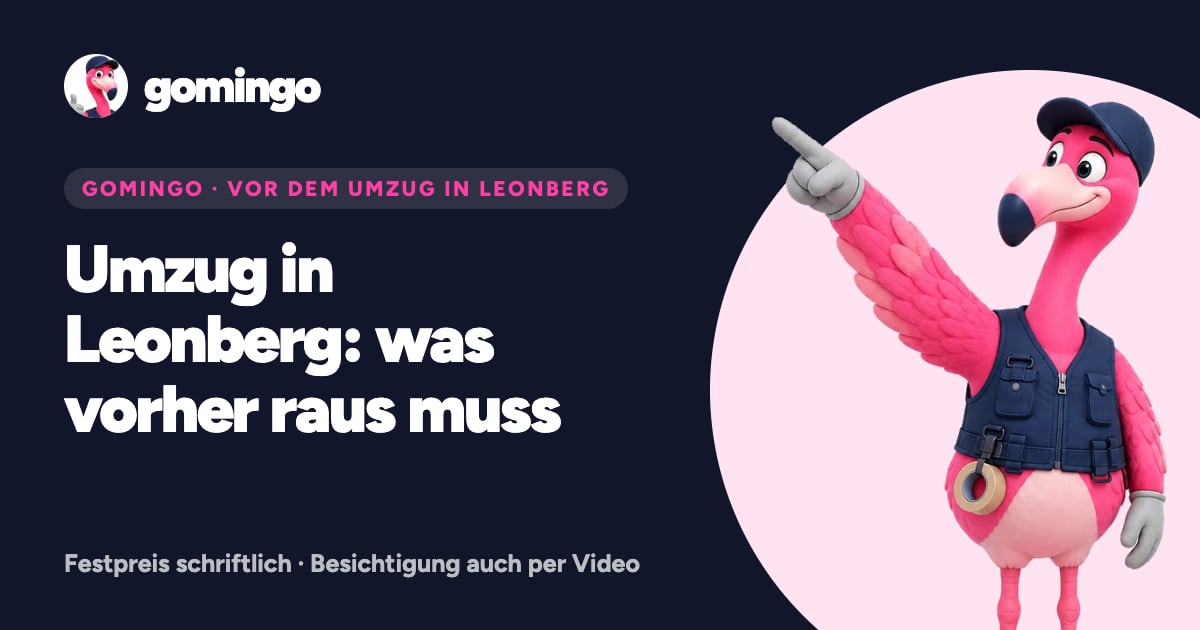 gomingo
GOMINGO · VOR DEM UMZUG IN LEONBERG
Umzug in
Leonberg: was
vorher raus muss
Festpreis schriftlich · Besichtigung auch per Video